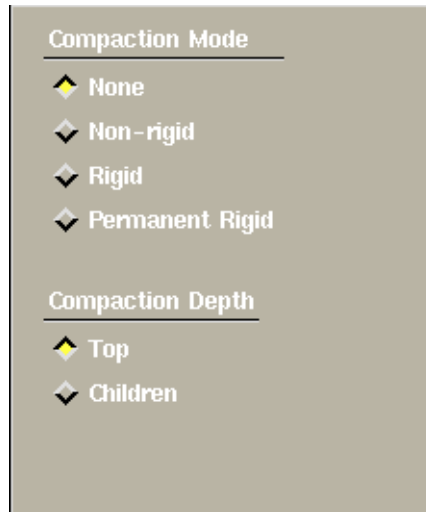 Compaction Mode
None
Non-rigid
Rigid
Permanent Rigid
Compaction Depth
Top
Children